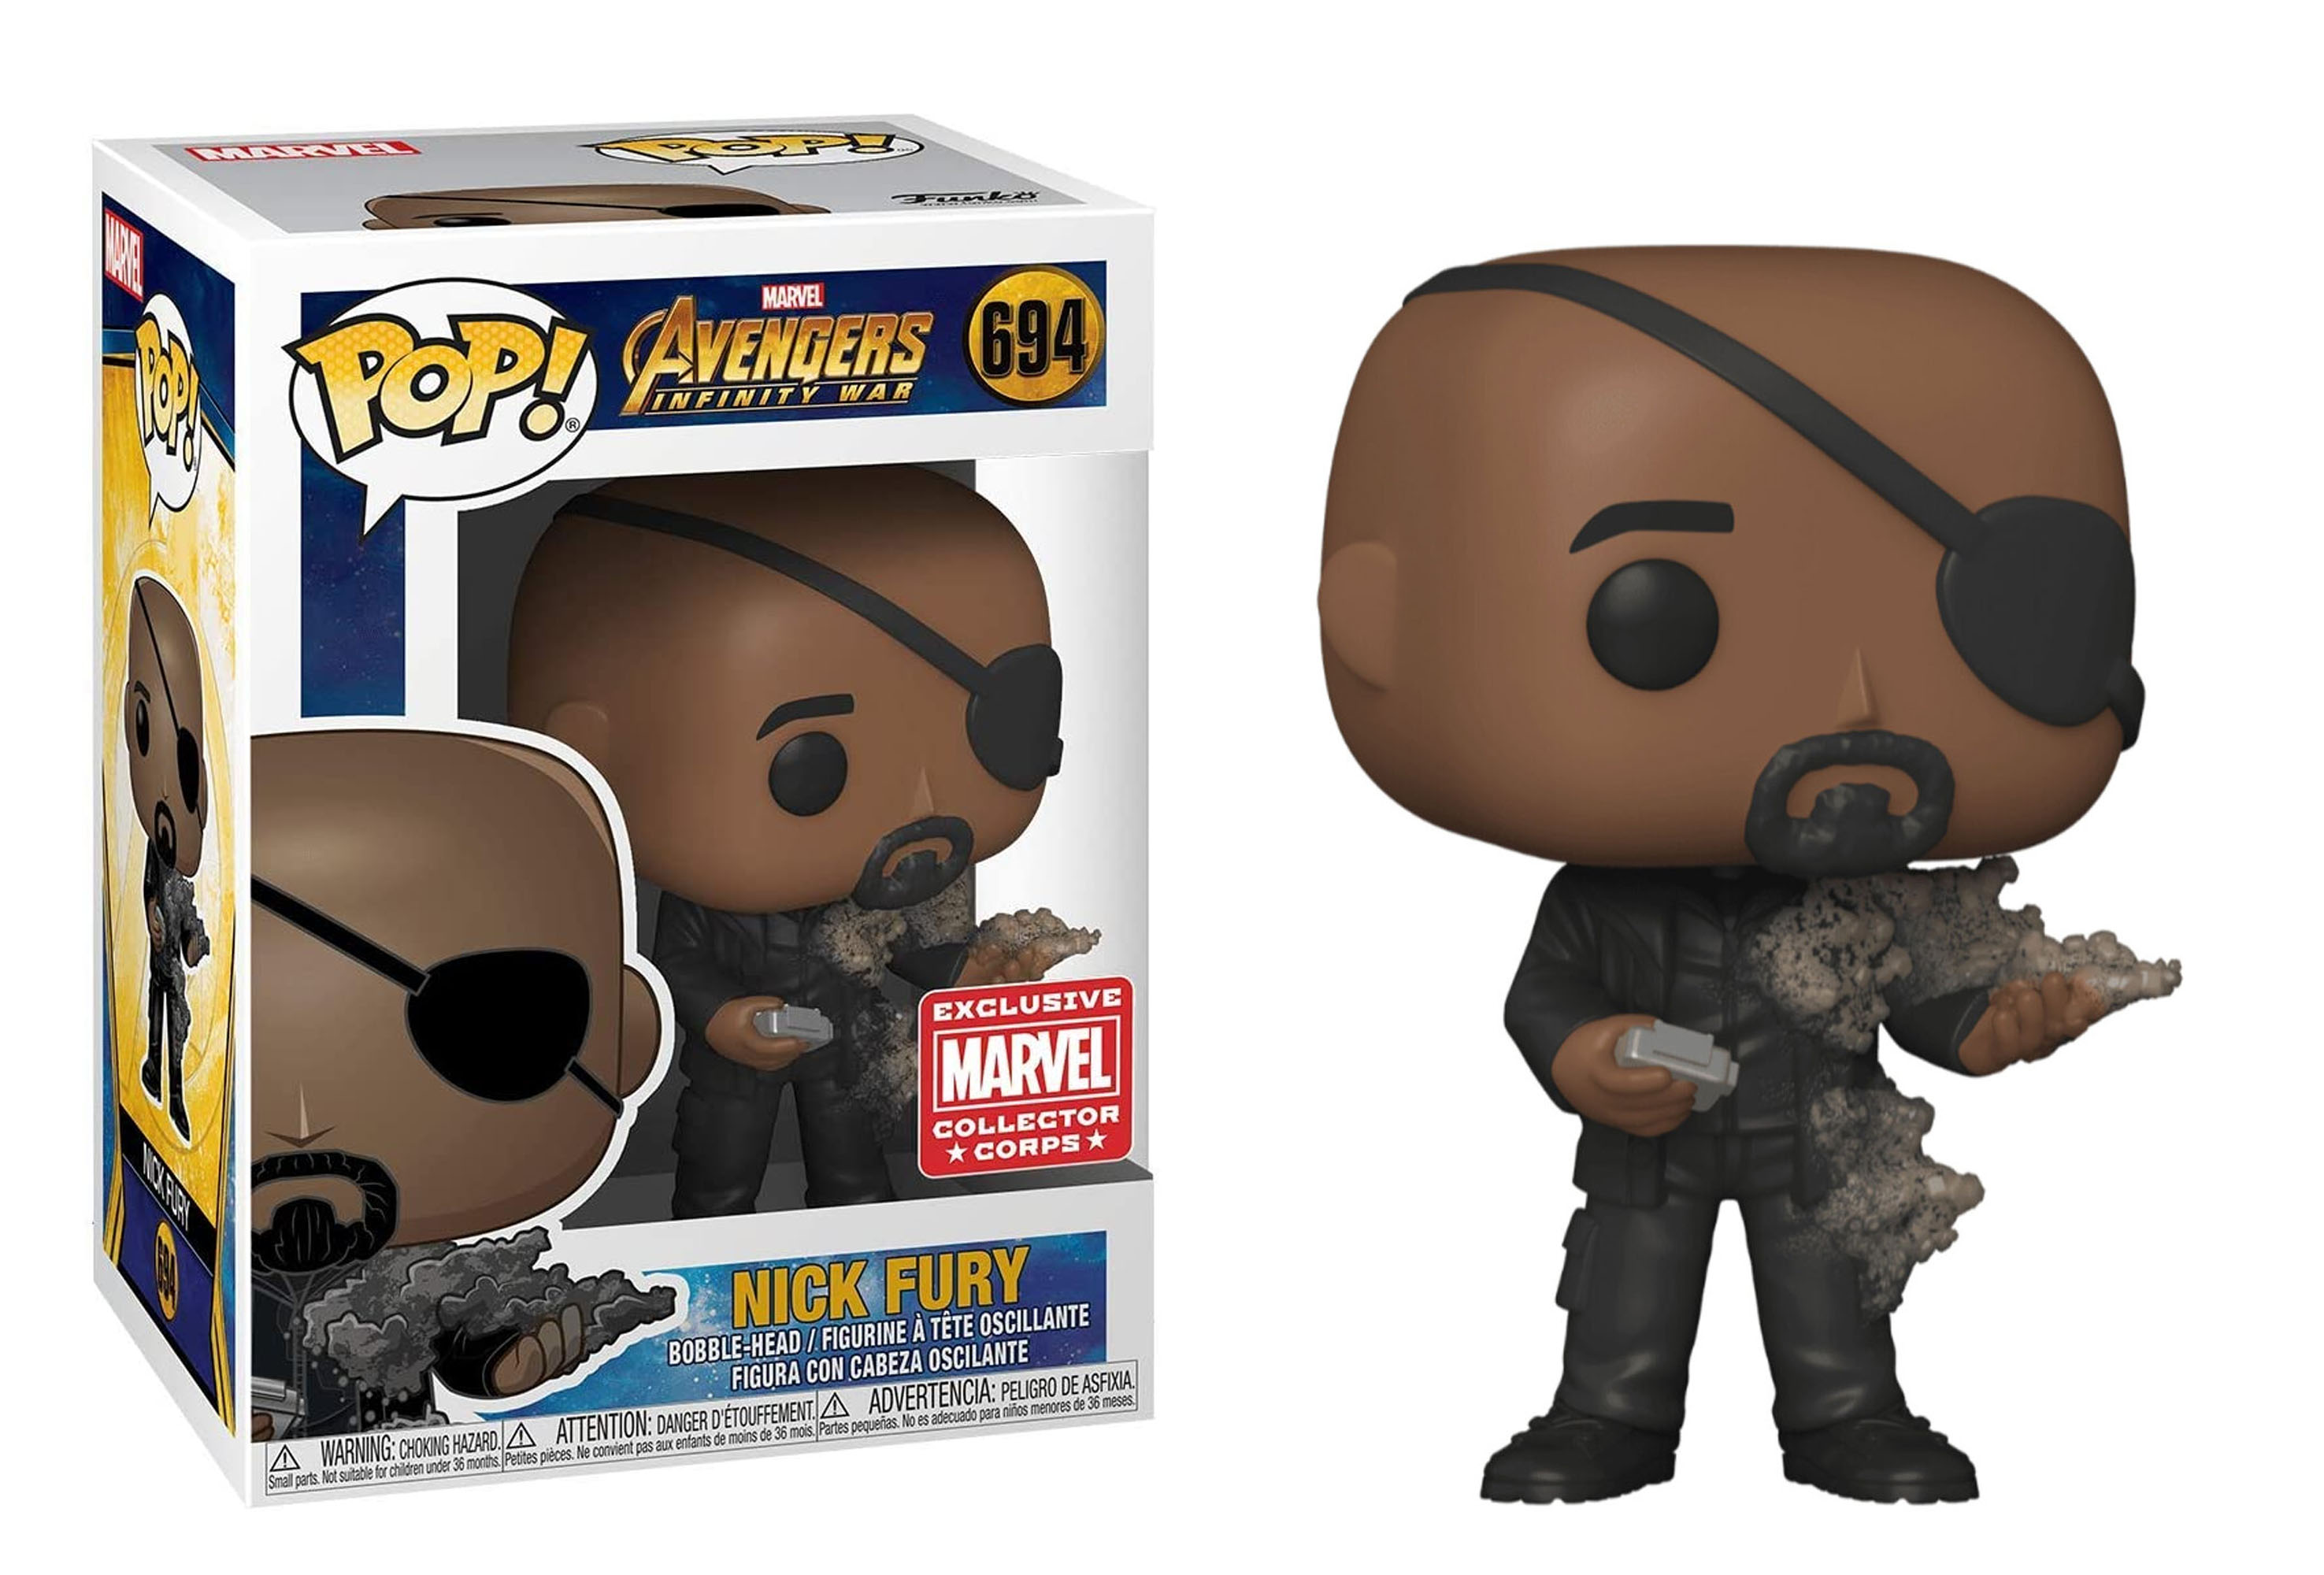 MARVEL
POP!
Funko
MARVEL
POP!
NICK FURY
694
POP!®
MARVEL
AVENGERS
INFINITY WAR
694
EXCLUSIVE
MARVEL
COLLECTOR
★CORPS★
NICK FURY
BOBBLE-HEAD / FIGURINE À TÊTE OSCILLANTE
FIGURA CON CABEZA OSCILANTE
WARNING: CHOKING HAZARD.
Small parts. Not suitable for children under 36 months.
ATTENTION: DANGER D'ÉTOUFFEMENT.
Petites pièces. Ne convient pas aux enfants de moins de 36 mois.
ADVERTENCIA: PELIGRO DE ASFIXIA.
Partes pequeñas. No es adecuado para niños menores de 36 meses.